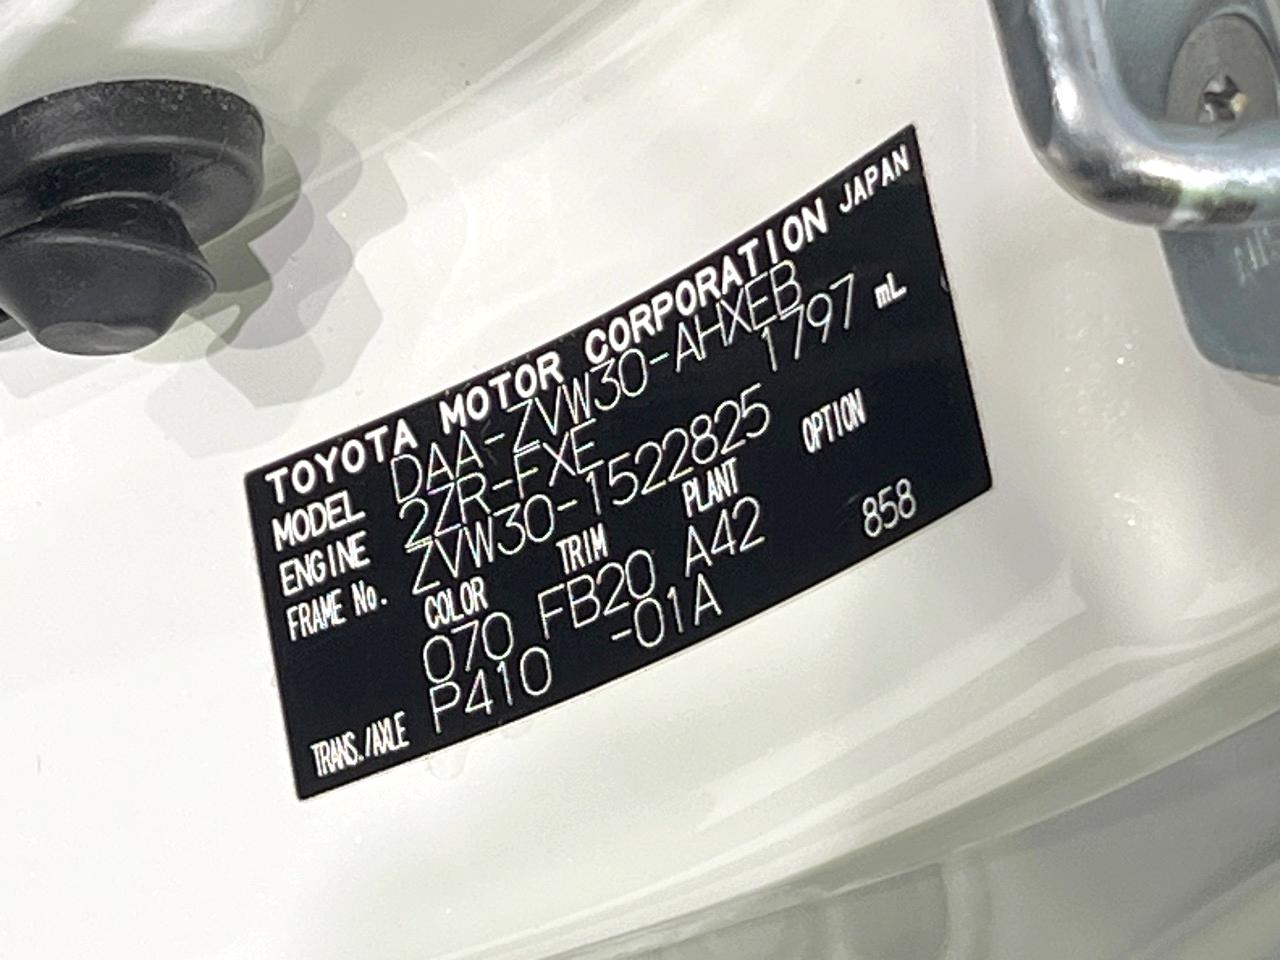 TOYOTA MOTOR CORPORATION JAPAN
MODEL DAA-ZVW30-AHXEB
ENGINE 2ZR-FXE 1797 mL
FRAME No. ZVW30-1522825
COLOR TRIM PLANT OPTION
070 FB20 A42 858
TRANS./AXLE P410 -01A